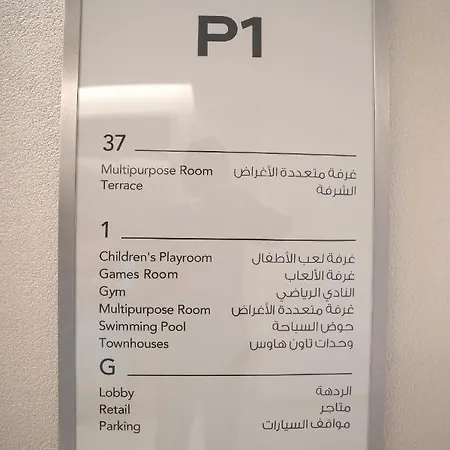 P1
37
Multipurpose Room غرفة متعددة الأغراض
Terrace الشرفة
1
Children's Playroom غرفة لعب الأطفال
Games Room غرفة الألعاب
Gym النادي الرياضي
Multipurpose Room غرفة متعددة الأغراض
Swimming Pool حوض السباحة
Townhouses وحدات تاون هاوس
G
Lobby الردهة
Retail متاجر
Parking مواقف السيارات